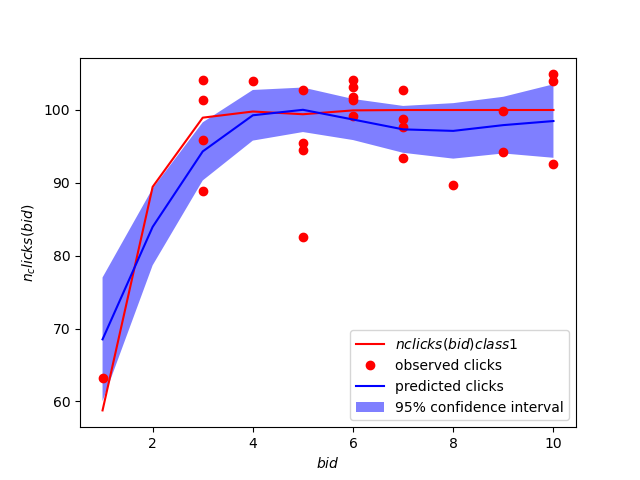 100
90
80
70
60
n_clicks(bid)
2
4
6
8
10
bid
nclicks(bid)class1
observed clicks
predicted clicks
95% confidence interval